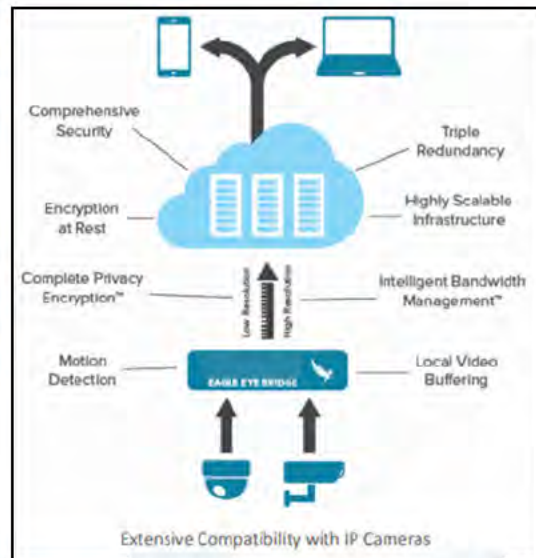 Comprehensive
Security
Triple
Redundancy
Encryption
at Rest
Highly Scalable
Infrastructure
Complete Privacy
Encryption™
Low Resolution
High Resolution
Intelligent Bandwidth
Management™
Motion
Detection
EAGLE EYE BRIDGE
Local Video
Buffering
Extensive Compatibility with IP Cameras